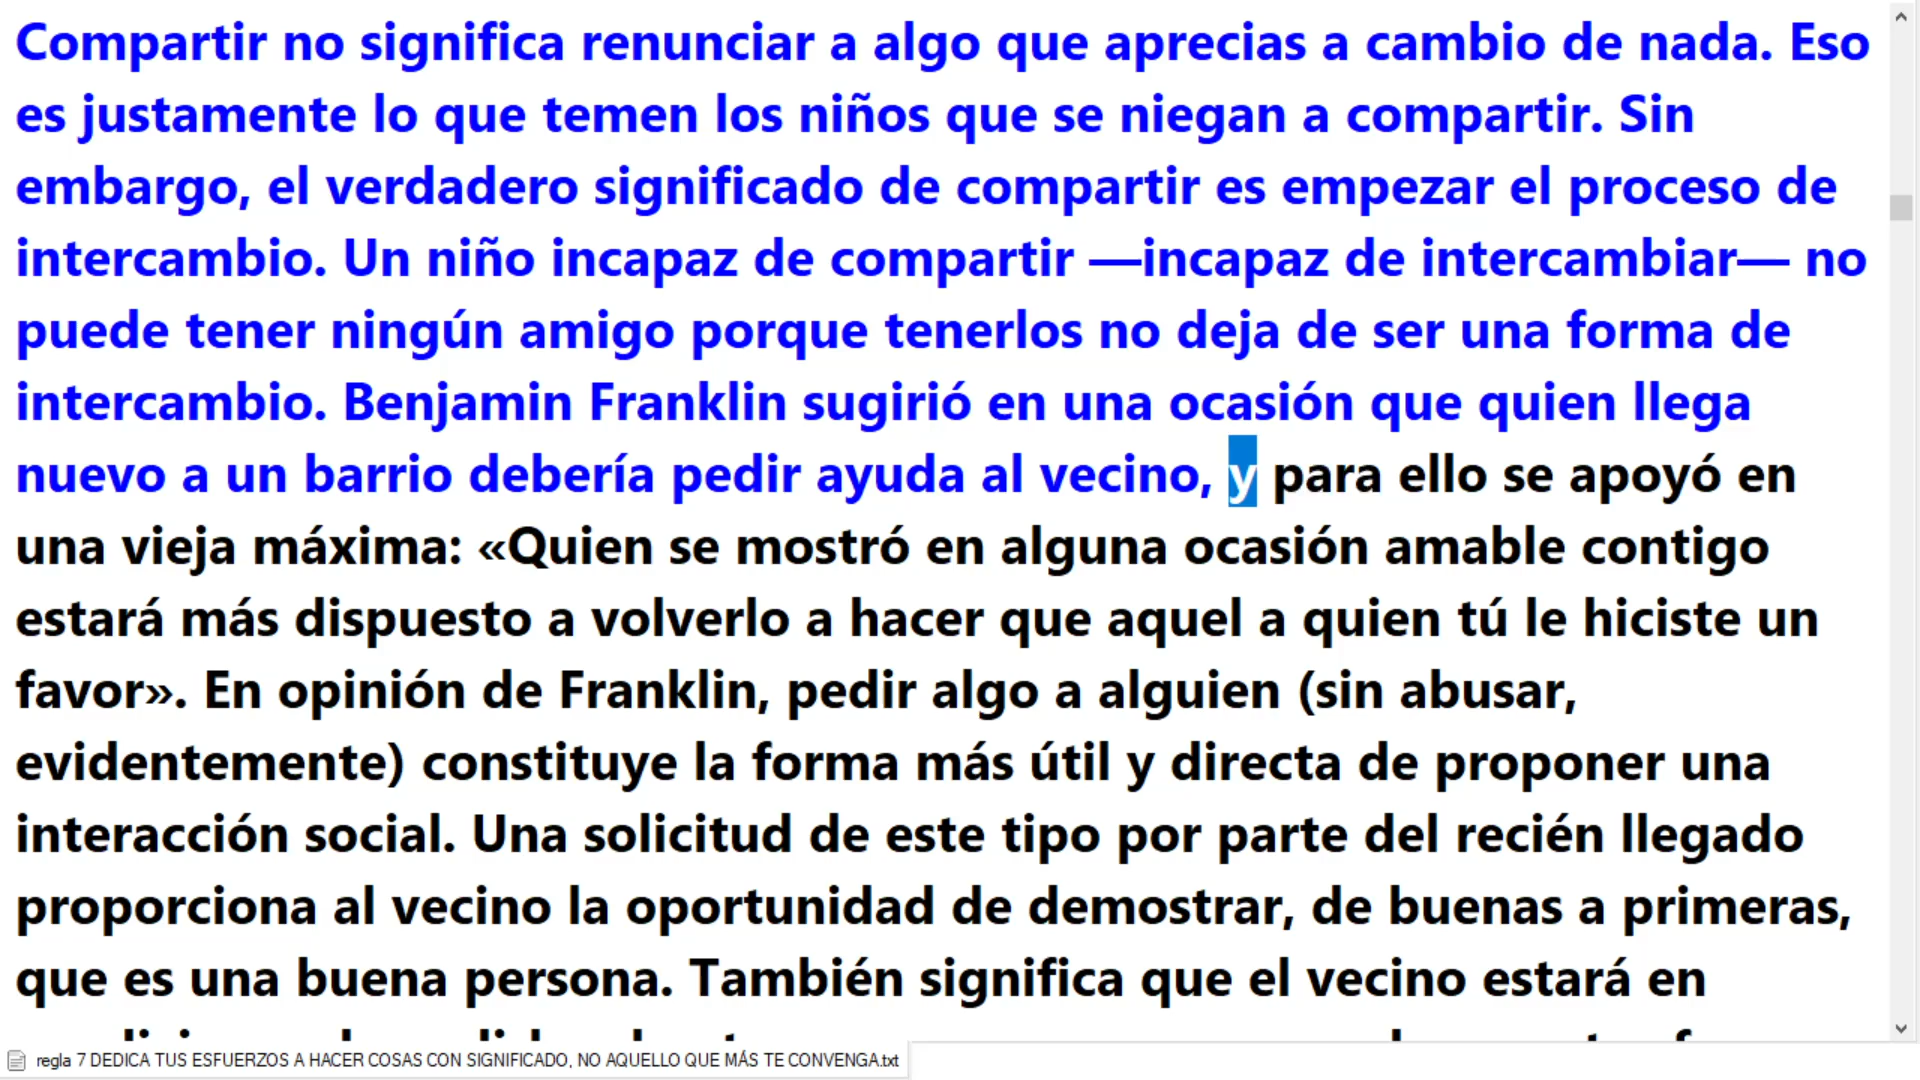 Compartir no significa renunciar a algo que aprecias a cambio de nada. Eso
es justamente lo que temen los niños que se niegan a compartir. Sin
embargo, el verdadero significado de compartir es empezar el proceso de
intercambio. Un niño incapaz de compartir —incapaz de intercambiar— no
puede tener ningún amigo porque tenerlos no deja de ser una forma de
intercambio. Benjamin Franklin sugirió en una ocasión que quien llega
nuevo a un barrio debería pedir ayuda al vecino, y para ello se apoyó en
una vieja máxima: «Quien se mostró en alguna ocasión amable contigo
estará más dispuesto a volverlo a hacer que aquel a quien tú le hiciste un
favor». En opinión de Franklin, pedir algo a alguien (sin abusar,
evidentemente) constituye la forma más útil y directa de proponer una
interacción social. Una solicitud de este tipo por parte del recién llegado
proporciona al vecino la oportunidad de demostrar, de buenas a primeras,
que es una buena persona. También significa que el vecino estará en
regla 7 DEDICA TUS ESFUERZOS A HACER COSAS CON SIGNIFICADO, NO AQUELLO QUE MÁS TE CONVENGA.txt